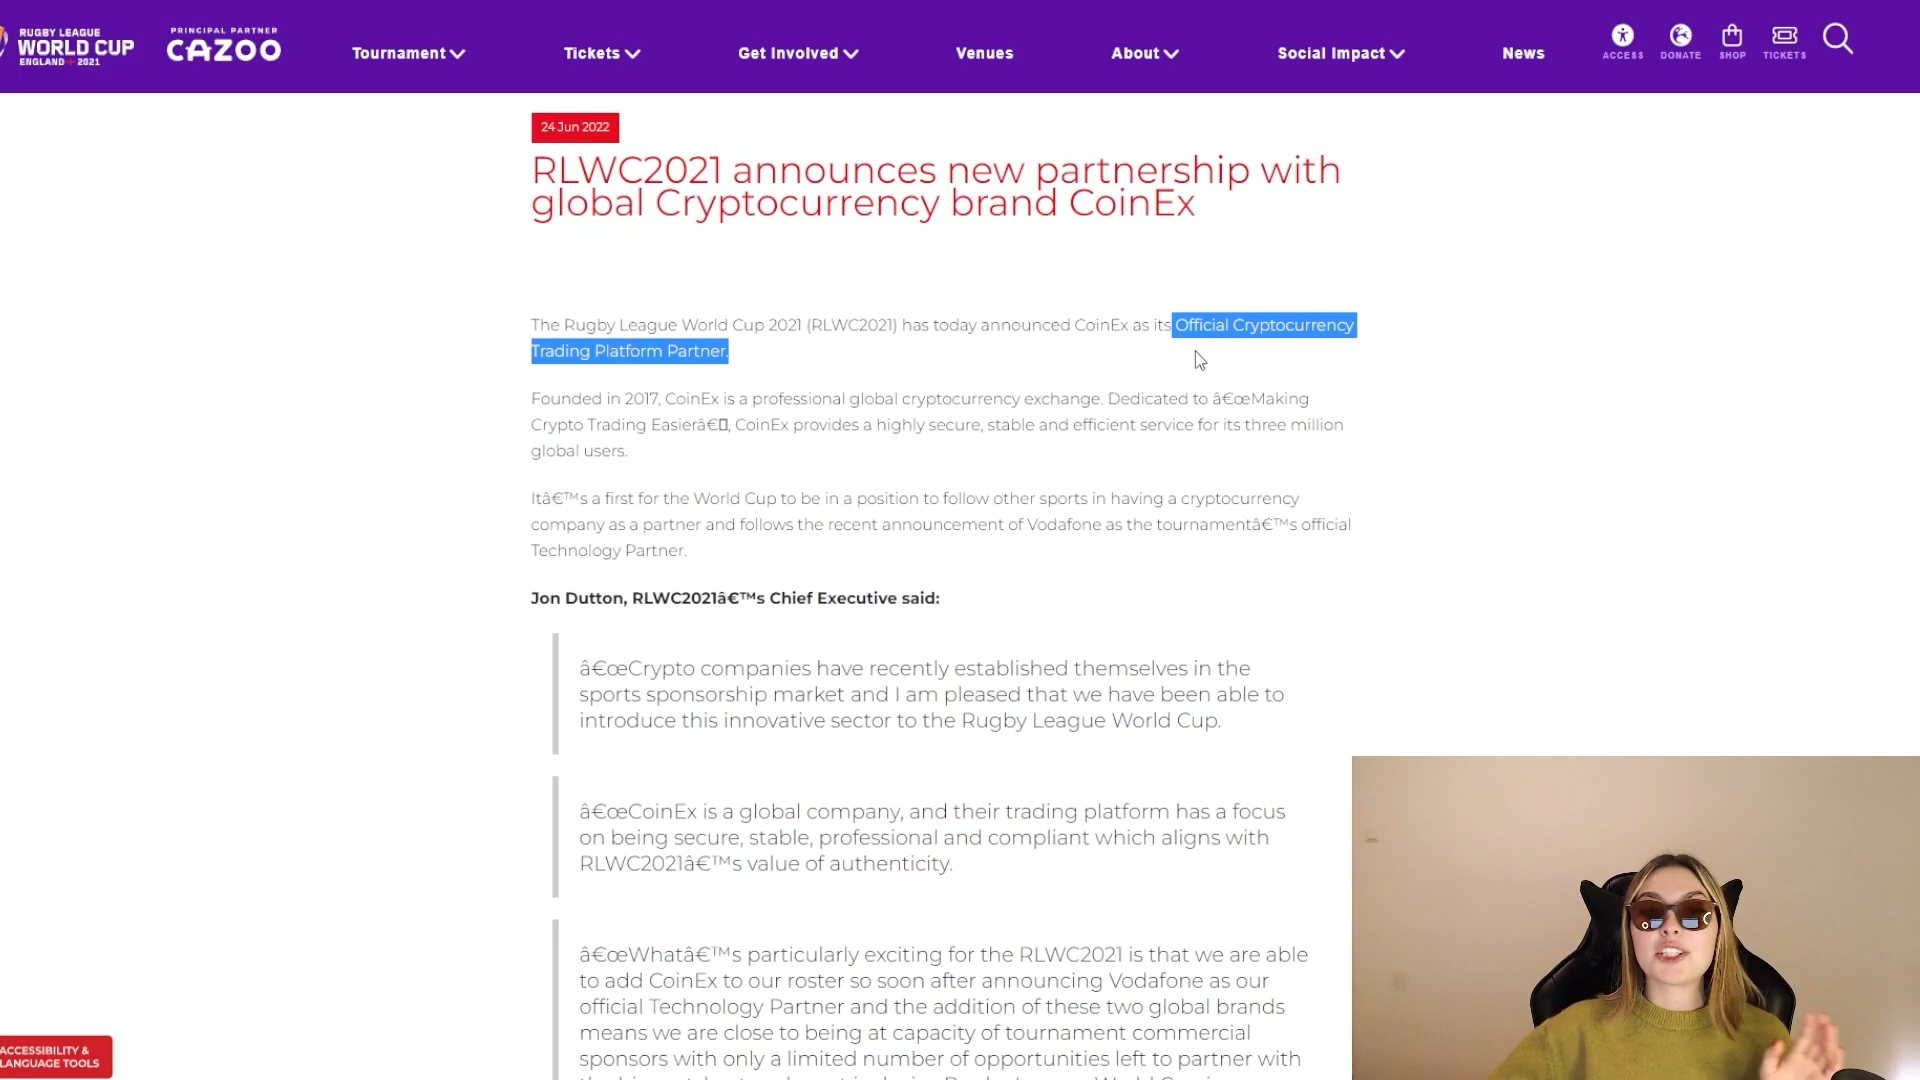 RUGBY LEAGUE
WORLD CUP
ENGLAND 2021
PRINCIPAL PARTNER
CAZOO
Tournament
Tickets
Get Involved
Venues
About
Social Impact
News
ACCESS
DONATE
SHOP
TICKETS
24 Jun 2022
RLWC2021 announces new partnership with
global Cryptocurrency brand CoinEx
The Rugby League World Cup 2021 (RLWC2021) has today announced CoinEx as its Official Cryptocurrency
Trading Platform Partner.
Founded in 2017, CoinEx is a professional global cryptocurrency exchange. Dedicated to â€œMaking
Crypto Trading Easierâ€▯, CoinEx provides a highly secure, stable and efficient service for its three million
global users.
Itâ€™s a first for the World Cup to be in a position to follow other sports in having a cryptocurrency
company as a partner and follows the recent announcement of Vodafone as the tournamentâ€™s official
Technology Partner.
Jon Dutton, RLWC2021â€™s Chief Executive said:
â€œCrypto companies have recently established themselves in the
sports sponsorship market and I am pleased that we have been able to
introduce this innovative sector to the Rugby League World Cup.
â€œCoinEx is a global company, and their trading platform has a focus
on being secure, stable, professional and compliant which aligns with
RLWC2021â€™s value of authenticity.
â€œWhatâ€™s particularly exciting for the RLWC2021 is that we are able
to add CoinEx to our roster so soon after announcing Vodafone as our
official Technology Partner and the addition of these two global brands
means we are close to being at capacity of tournament commercial
sponsors with only a limited number of opportunities left to partner with
ACCESSIBILITY &
LANGUAGE TOOLS